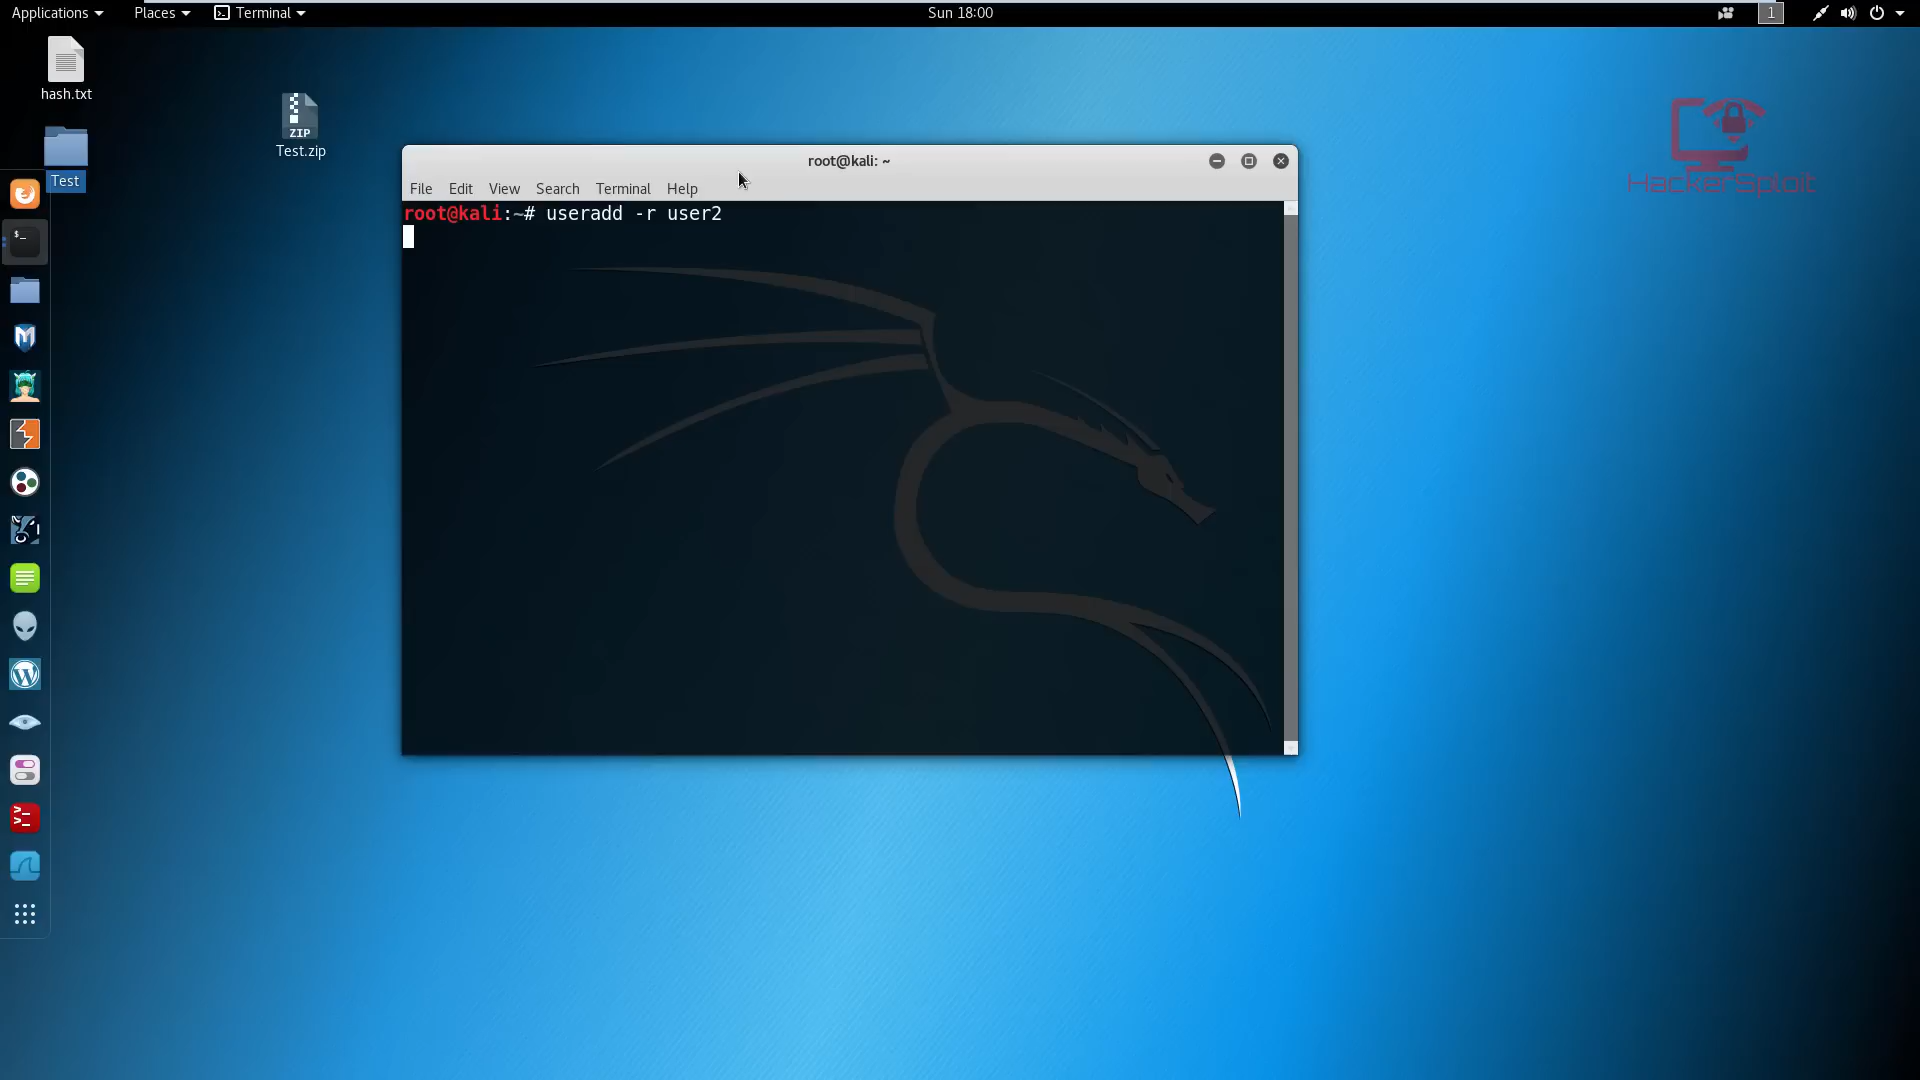 Applications Places Terminal Sun 18:00 1
hash.txt
ZIP
Test.zip
Test
HackerSploit
root@kali: ~
File Edit View Search Terminal Help
root@kali:~# useradd -r user2